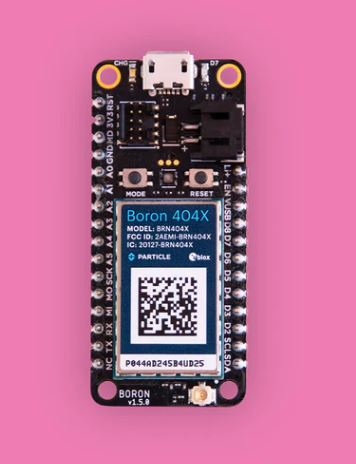 CHG
D7
MODE
RESET
RST
3V3
MD
GND
A0
A1
A2
A3
A4
A5
SCK
MO
MI
RX
TX
NC
Li+
EN
VUSB
D8
D7
D6
D5
D4
D3
D2
SCL
SDA
Boron 404X
MODEL: BRN404X
FCC ID: 2AEMI-BRN404X
IC: 20127-BRN404X
PARTICLE
ublox
P044AD245B4UD25
BORON
v1.5.0